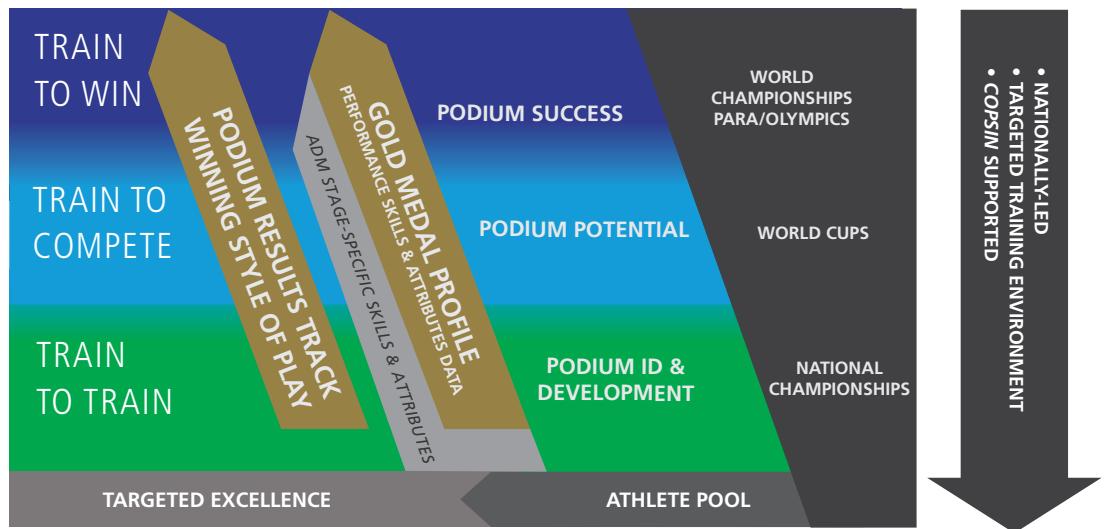 TRAIN
TO WIN
TRAIN TO
COMPETE
TRAIN
TO TRAIN
PODIUM RESULTS TRACK
WINNING STYLE OF PLAY
ADM STAGE-SPECIFIC SKILLS & ATTRIBUTES
GOLD MEDAL PROFILE
PERFORMANCE SKILLS & ATTRIBUTES DATA
PODIUM SUCCESS
PODIUM POTENTIAL
PODIUM ID &
DEVELOPMENT
WORLD
CHAMPIONSHIPS
PARA/OLYMPICS
WORLD CUPS
NATIONAL
CHAMPIONSHIPS
• NATIONALLY-LED
• TARGETED TRAINING ENVIRONMENT
• COPSIN SUPPORTED
TARGETED EXCELLENCE
ATHLETE POOL